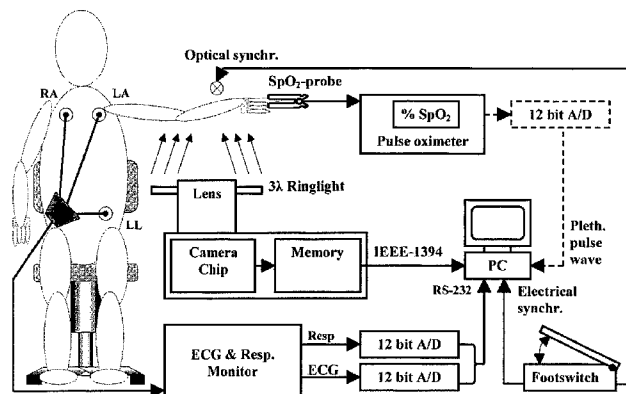 Optical synchr.
SpO₂-probe
RA
LA
% SpO₂
Pulse oximeter
12 bit A/D
3λ Ringlight
Lens
LL
Pleth.
pulse
wave
Camera
Chip
Memory
IEEE-1394
PC
RS-232
Electrical
synchr.
ECG & Resp.
Monitor
Resp
12 bit A/D
ECG
12 bit A/D
Footswitch